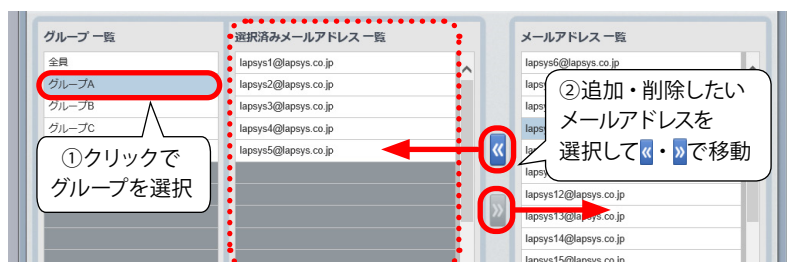 グループ 一覧
全員
グループA
グループB
グループC
①クリックで
グループを選択
選択済みメールアドレス 一覧
lapsys1@lapsys.co.jp
lapsys2@lapsys.co.jp
lapsys3@lapsys.co.jp
lapsys4@lapsys.co.jp
lapsys5@lapsys.co.jp
«
»
メールアドレス 一覧
lapsys6@lapsys.co.jp
②追加・削除したい
メールアドレスを
選択して«・»で移動
lapsys12@lapsys.co.jp
lapsys13@lapsys.co.jp
lapsys14@lapsys.co.jp
lapsys15@lapsys.co.jp